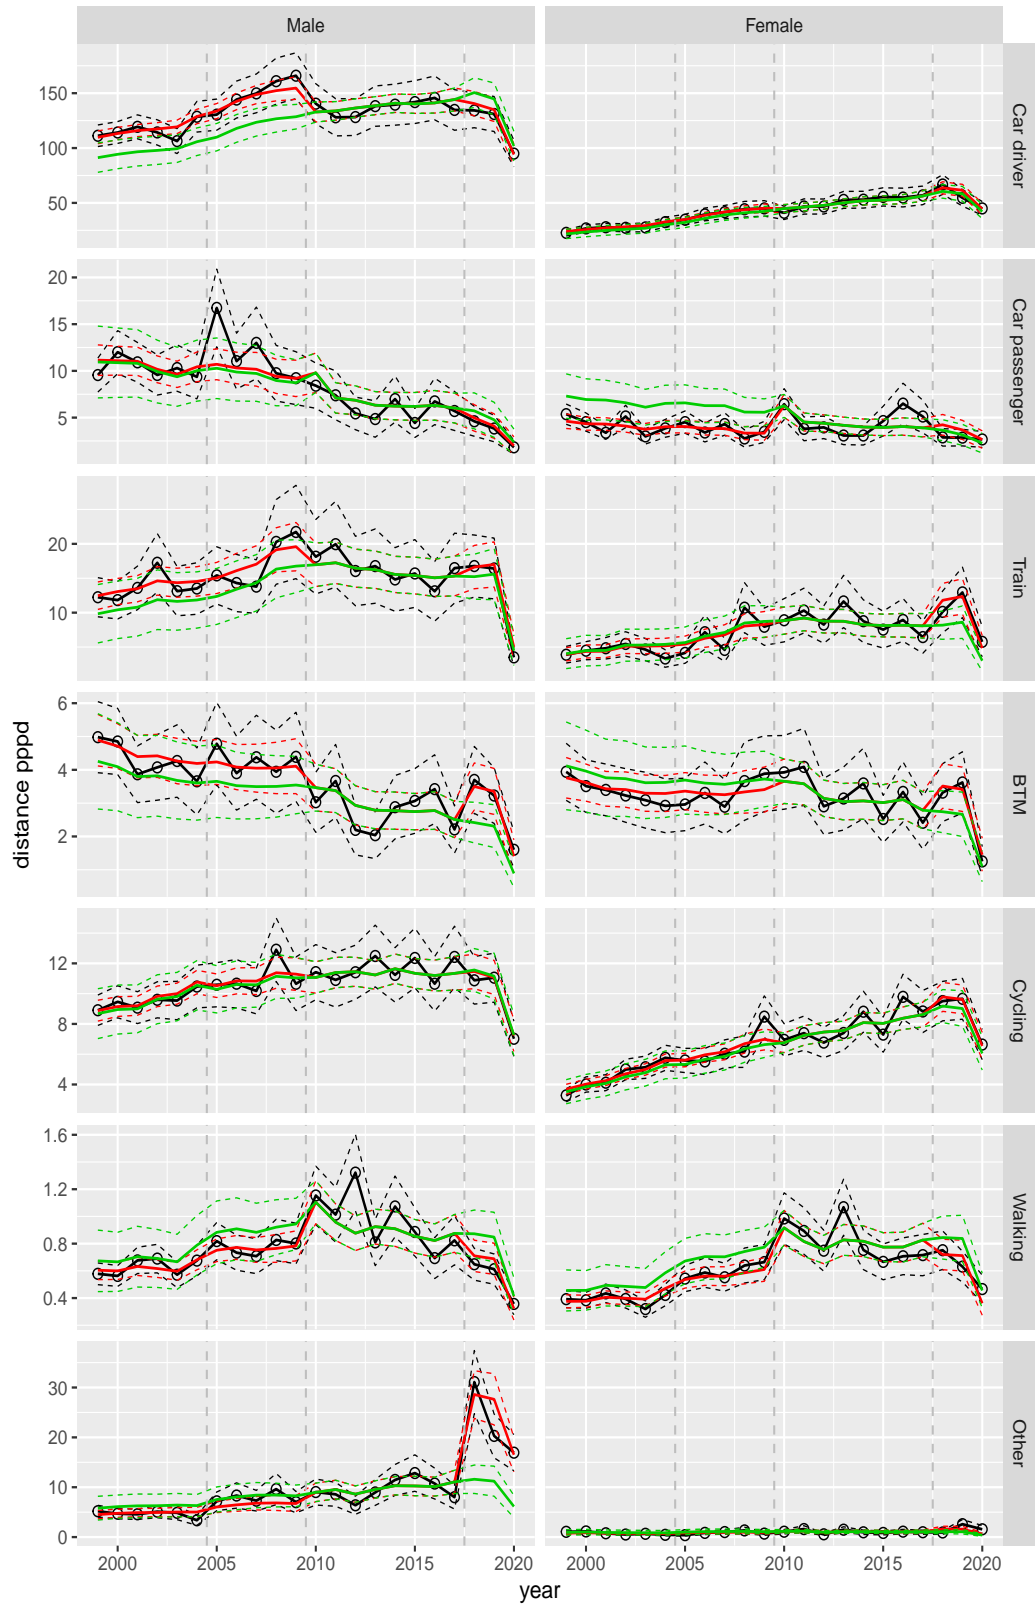 Male Female
150
100
50
Car driver
20
15
10
5
Car passenger
20
10
Train
6
4
2
BTM
12
8
4
Cycling
1.6
1.2
0.8
0.4
Walking
30
20
10
0
Other
2000 2005 2010 2015 2020 2000 2005 2010 2015 2020
year
distance pppd